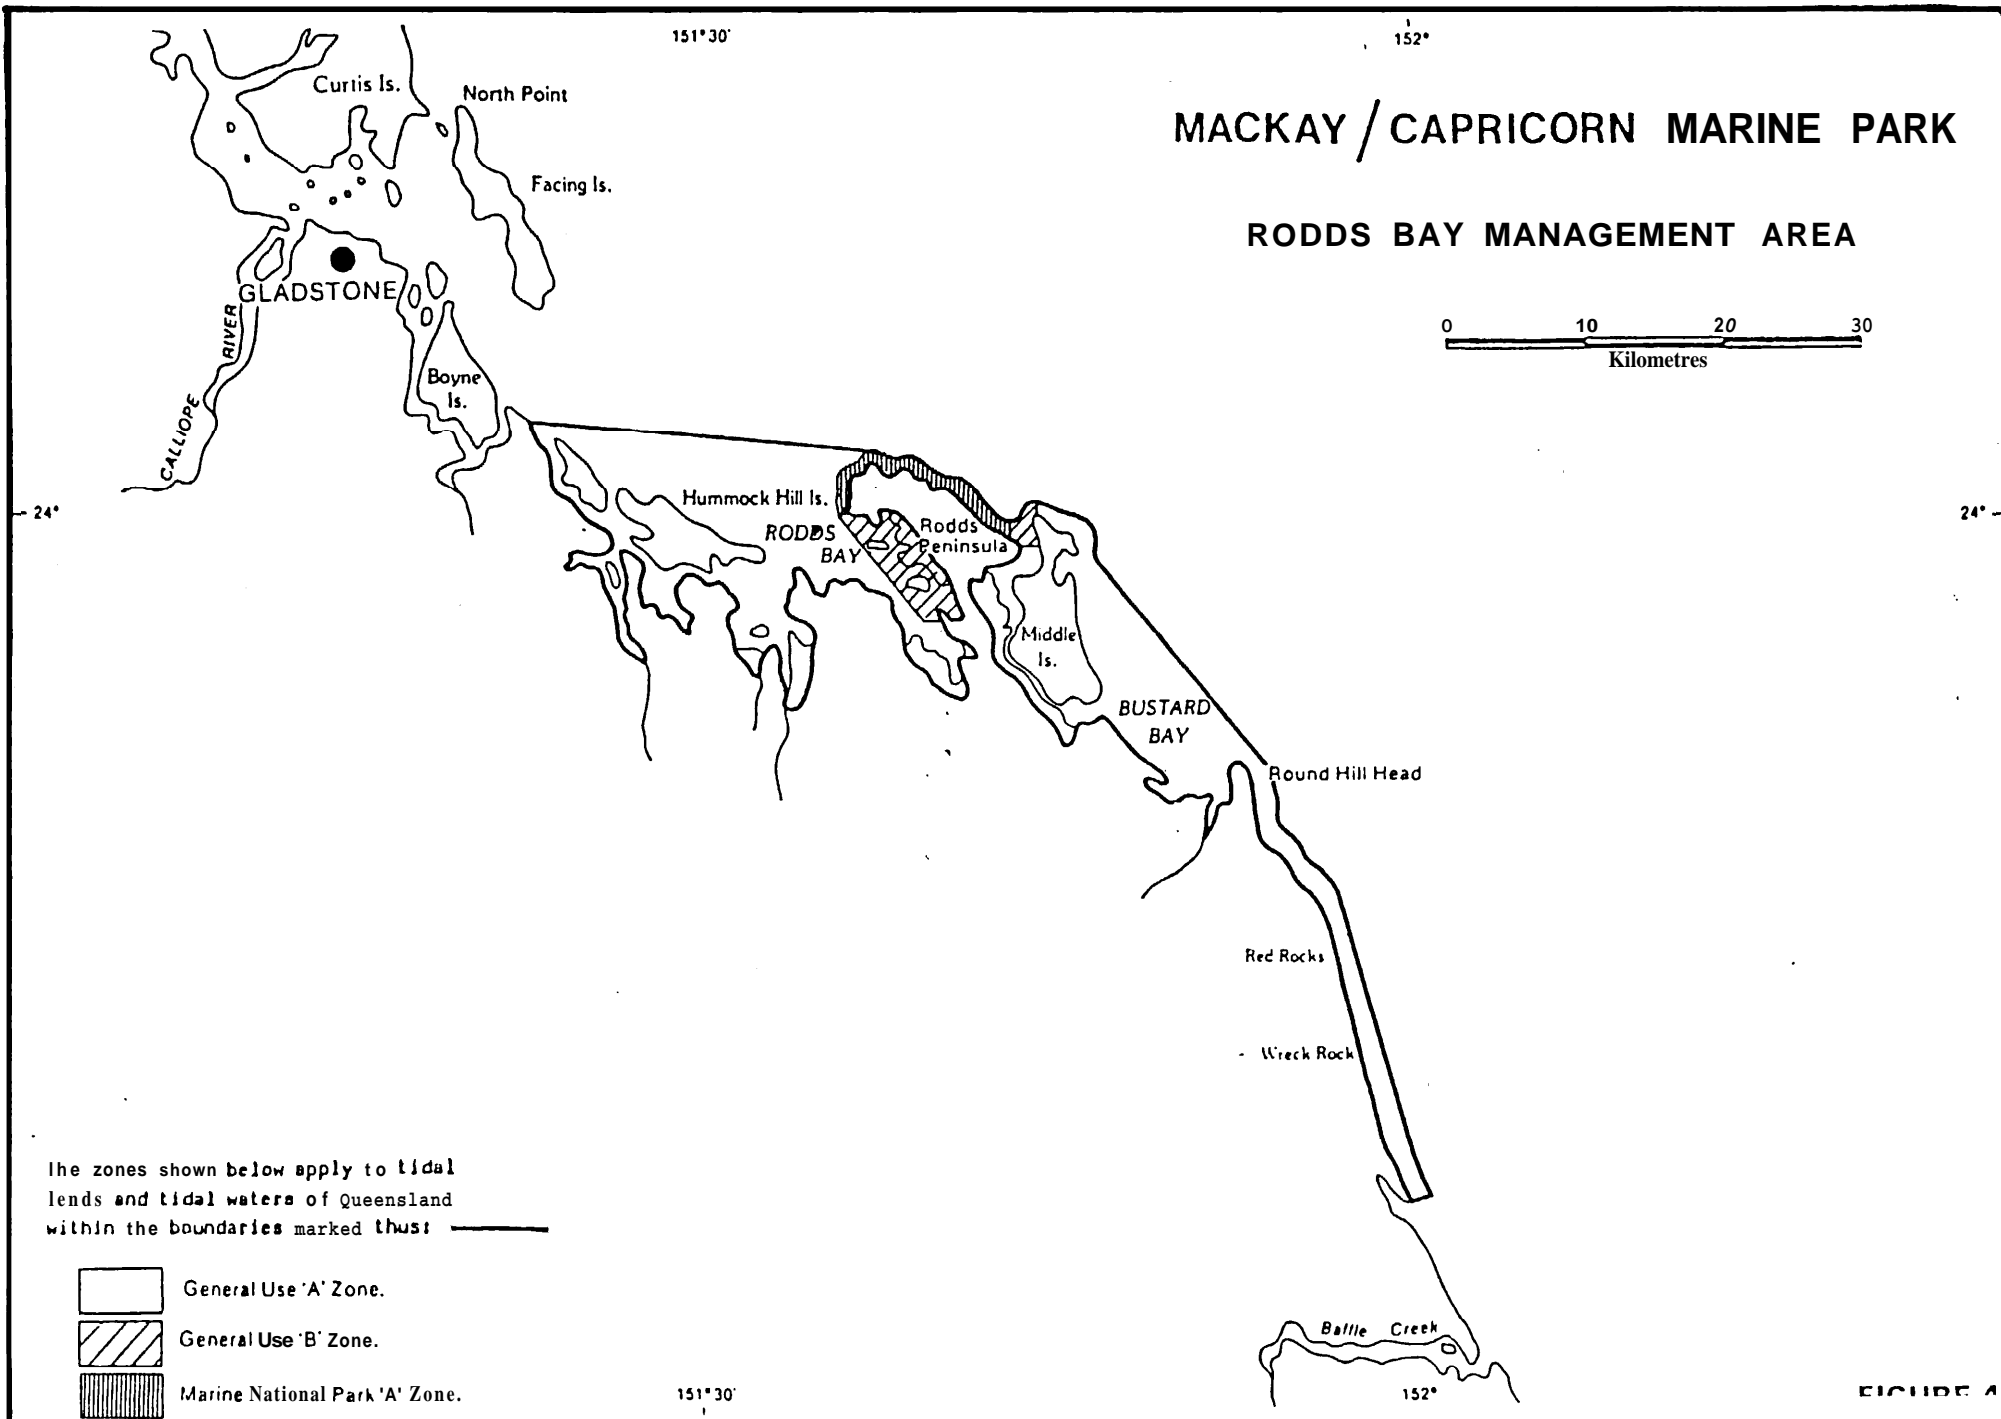 151°30'
152°
MACKAY/CAPRICORN MARINE PARK
RODDS BAY MANAGEMENT AREA
0 10 20 30
Kilometres
Curtis Is.
North Point
Facing Is.
GLADSTONE
CALLIOPE RIVER
Boyne
Is.
24°
24°
Hummock Hill Is.
RODDS
BAY
Rodds
Peninsula
Middle
Is.
BUSTARD
BAY
Round Hill Head
Red Rocks
Wreck Rock
Baffle Creek
The zones shown below apply to tidal
lends and tidal waters of Queensland
within the boundaries marked thus:
General Use 'A' Zone.
General Use 'B' Zone.
Marine National Park 'A' Zone.
151°30'
152°
FIGURE 4